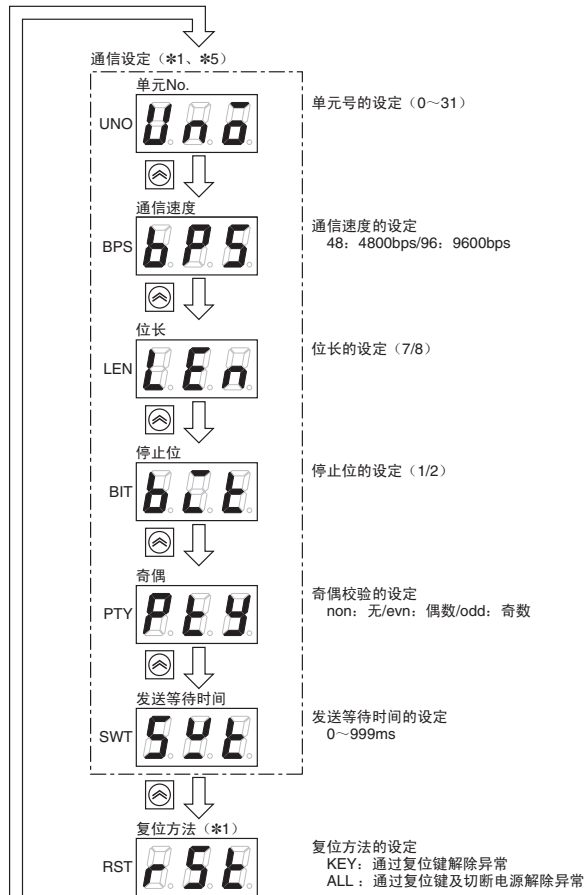 通信设定（*1、*5）
单元No.
UNO
Uno
单元号的设定（0～31）
通信速度
BPS
bPS
通信速度的设定
48：4800bps/96：9600bps
位长
LEN
LEn
位长的设定（7/8）
停止位
BIT
bit
停止位的设定（1/2）
奇偶
PTY
Pty
奇偶校验的设定
non：无/evn：偶数/odd：奇数
发送等待时间
SWT
Swt
发送等待时间的设定
0～999ms
复位方法（*1）
RST
rSt
复位方法的设定
KEY：通过复位键解除异常
ALL ：通过复位键及切断电源解除异常